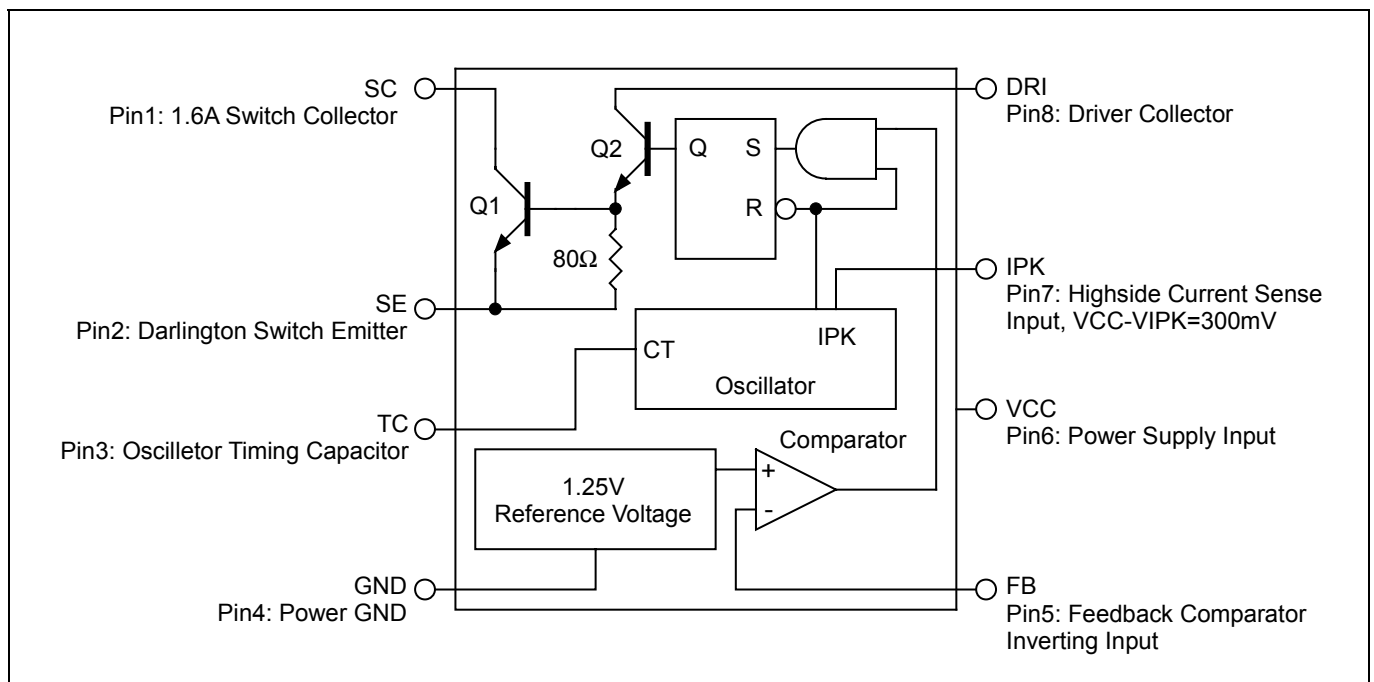 SC
Pin1: 1.6A Switch Collector
DRI
Pin8: Driver Collector
Q2
Q
S
R
Q1
80Ω
SE
Pin2: Darlington Switch Emitter
IPK
Pin7: Highside Current Sense
Input, VCC-VIPK=300mV
CT
IPK
Oscillator
TC
Pin3: Oscilletor Timing Capacitor
VCC
Pin6: Power Supply Input
Comparator
1.25V
Reference Voltage
+
-
GND
Pin4: Power GND
FB
Pin5: Feedback Comparator
Inverting Input